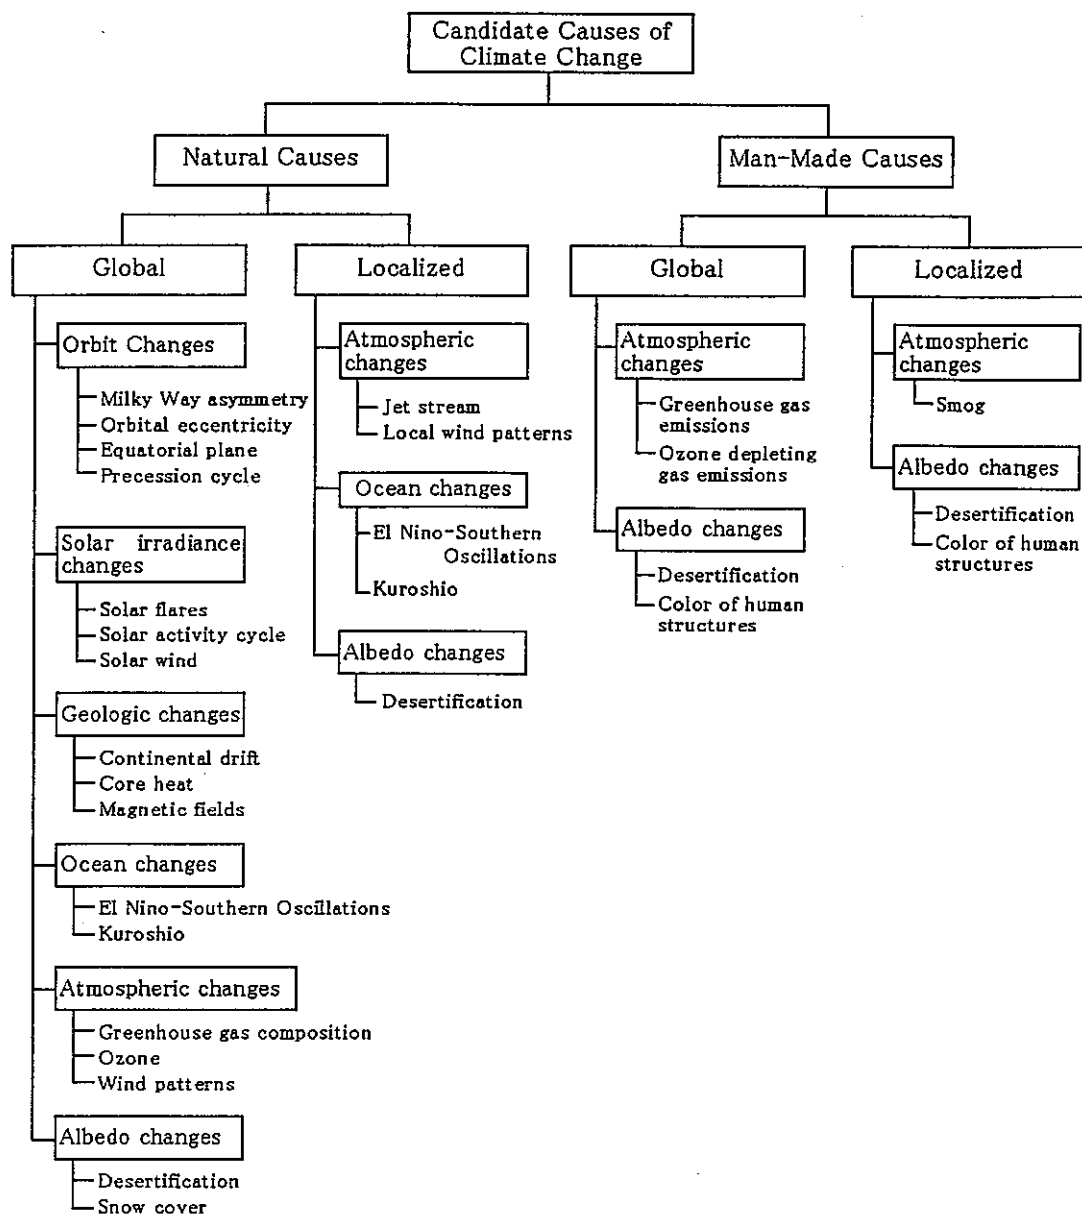 Candidate Causes of
Climate Change
Natural Causes
Man-Made Causes
Global
Localized
Global
Localized
Orbit Changes
Milky Way asymmetry
Orbital eccentricity
Equatorial plane
Precession cycle
Solar irradiance
changes
Solar flares
Solar activity cycle
Solar wind
Geologic changes
Continental drift
Core heat
Magnetic fields
Ocean changes
El Nino-Southern Oscillations
Kuroshio
Atmospheric changes
Greenhouse gas composition
Ozone
Wind patterns
Albedo changes
Desertification
Snow cover
Atmospheric
changes
Jet stream
Local wind patterns
Ocean changes
El Nino-Southern
Oscillations
Kuroshio
Albedo changes
Desertification
Atmospheric
changes
Greenhouse gas
emissions
Ozone depleting
gas emissions
Albedo changes
Desertification
Color of human
structures
Atmospheric
changes
Smog
Albedo changes
Desertification
Color of human
structures